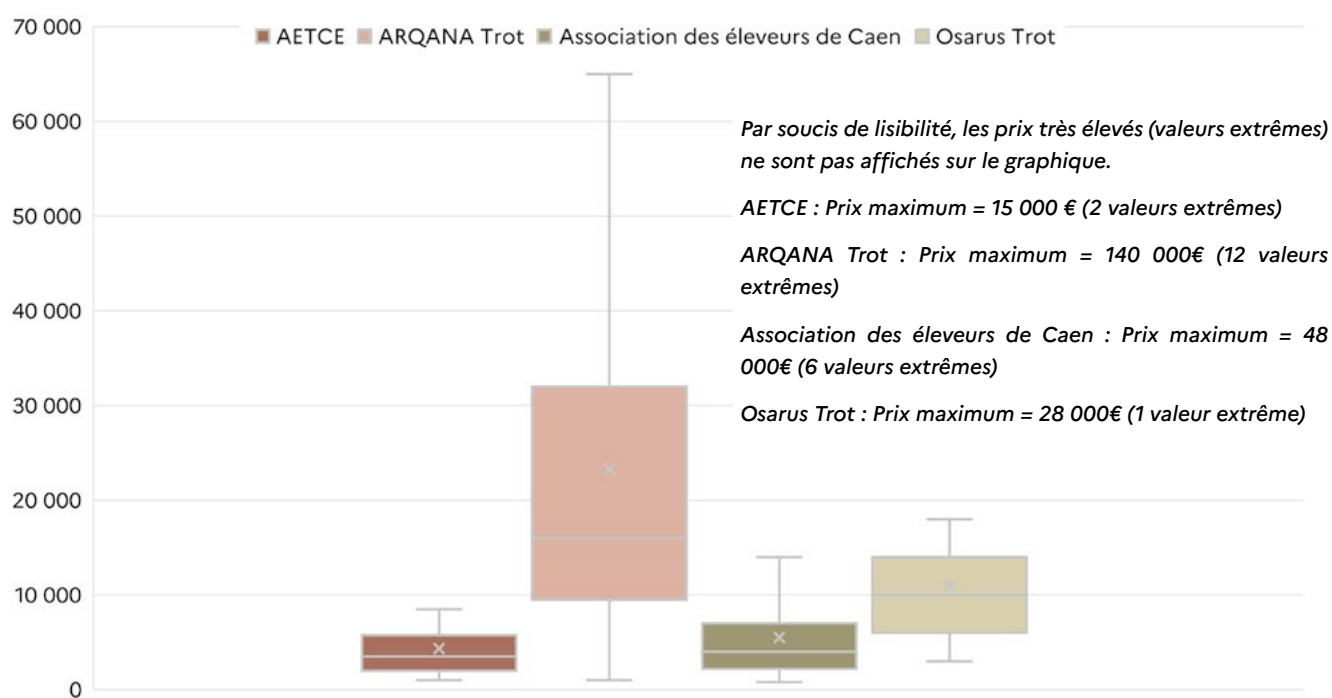 70 000
AETCE ARQANA Trot Association des éleveurs de Caen Osarus Trot
60 000
Par soucis de lisibilité, les prix très élevés (valeurs extrêmes)
ne sont pas affichés sur le graphique.
50 000
AETCE : Prix maximum = 15 000 € (2 valeurs extrêmes)
ARQANA Trot : Prix maximum = 140 000€ (12 valeurs
extrêmes)
40 000
Association des éleveurs de Caen : Prix maximum = 48
000€ (6 valeurs extrêmes)
30 000
Osarus Trot : Prix maximum = 28 000€ (1 valeur extrême)
20 000
10 000
0